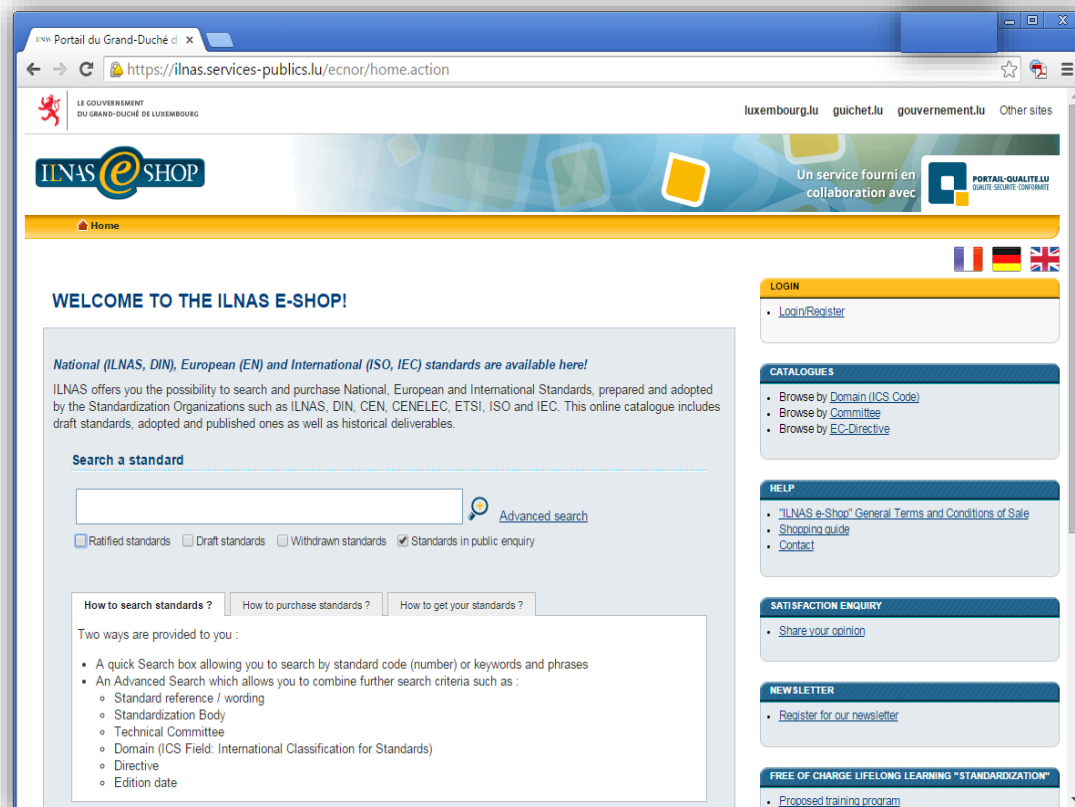 ILNAS Portail du Grand-Duché d
https://ilnas.services-publics.lu/ecnor/home.action
LE GOUVERNEMENT
DU GRAND-DUCHÉ DE LUXEMBOURG
luxembourg.lu guichet.lu gouvernement.lu Other sites
ILNAS e SHOP
Un service fourni en
collaboration avec
PORTAIL-QUALITE.LU
QUALITE-SECURITE-CONFORMITE
Home
WELCOME TO THE ILNAS E-SHOP!
National (ILNAS, DIN), European (EN) and International (ISO, IEC) standards are available here!
ILNAS offers you the possibility to search and purchase National, European and International Standards, prepared and adopted
by the Standardization Organizations such as ILNAS, DIN, CEN, CENELEC, ETSI, ISO and IEC. This online catalogue includes
draft standards, adopted and published ones as well as historical deliverables.
Search a standard
Advanced search
Ratified standards Draft standards Withdrawn standards Standards in public enquiry
How to search standards ? How to purchase standards ? How to get your standards ?
Two ways are provided to you :
• A quick Search box allowing you to search by standard code (number) or keywords and phrases
• An Advanced Search which allows you to combine further search criteria such as :
◦ Standard reference / wording
◦ Standardization Body
◦ Technical Committee
◦ Domain (ICS Field: International Classification for Standards)
◦ Directive
◦ Edition date
LOGIN
• Login/Register
CATALOGUES
• Browse by Domain (ICS Code)
• Browse by Committee
• Browse by EC-Directive
HELP
• "ILNAS e-Shop" General Terms and Conditions of Sale
• Shopping guide
• Contact
SATISFACTION ENQUIRY
• Share your opinion
NEWSLETTER
• Register for our newsletter
FREE OF CHARGE LIFELONG LEARNING "STANDARDIZATION"
• Proposed training program